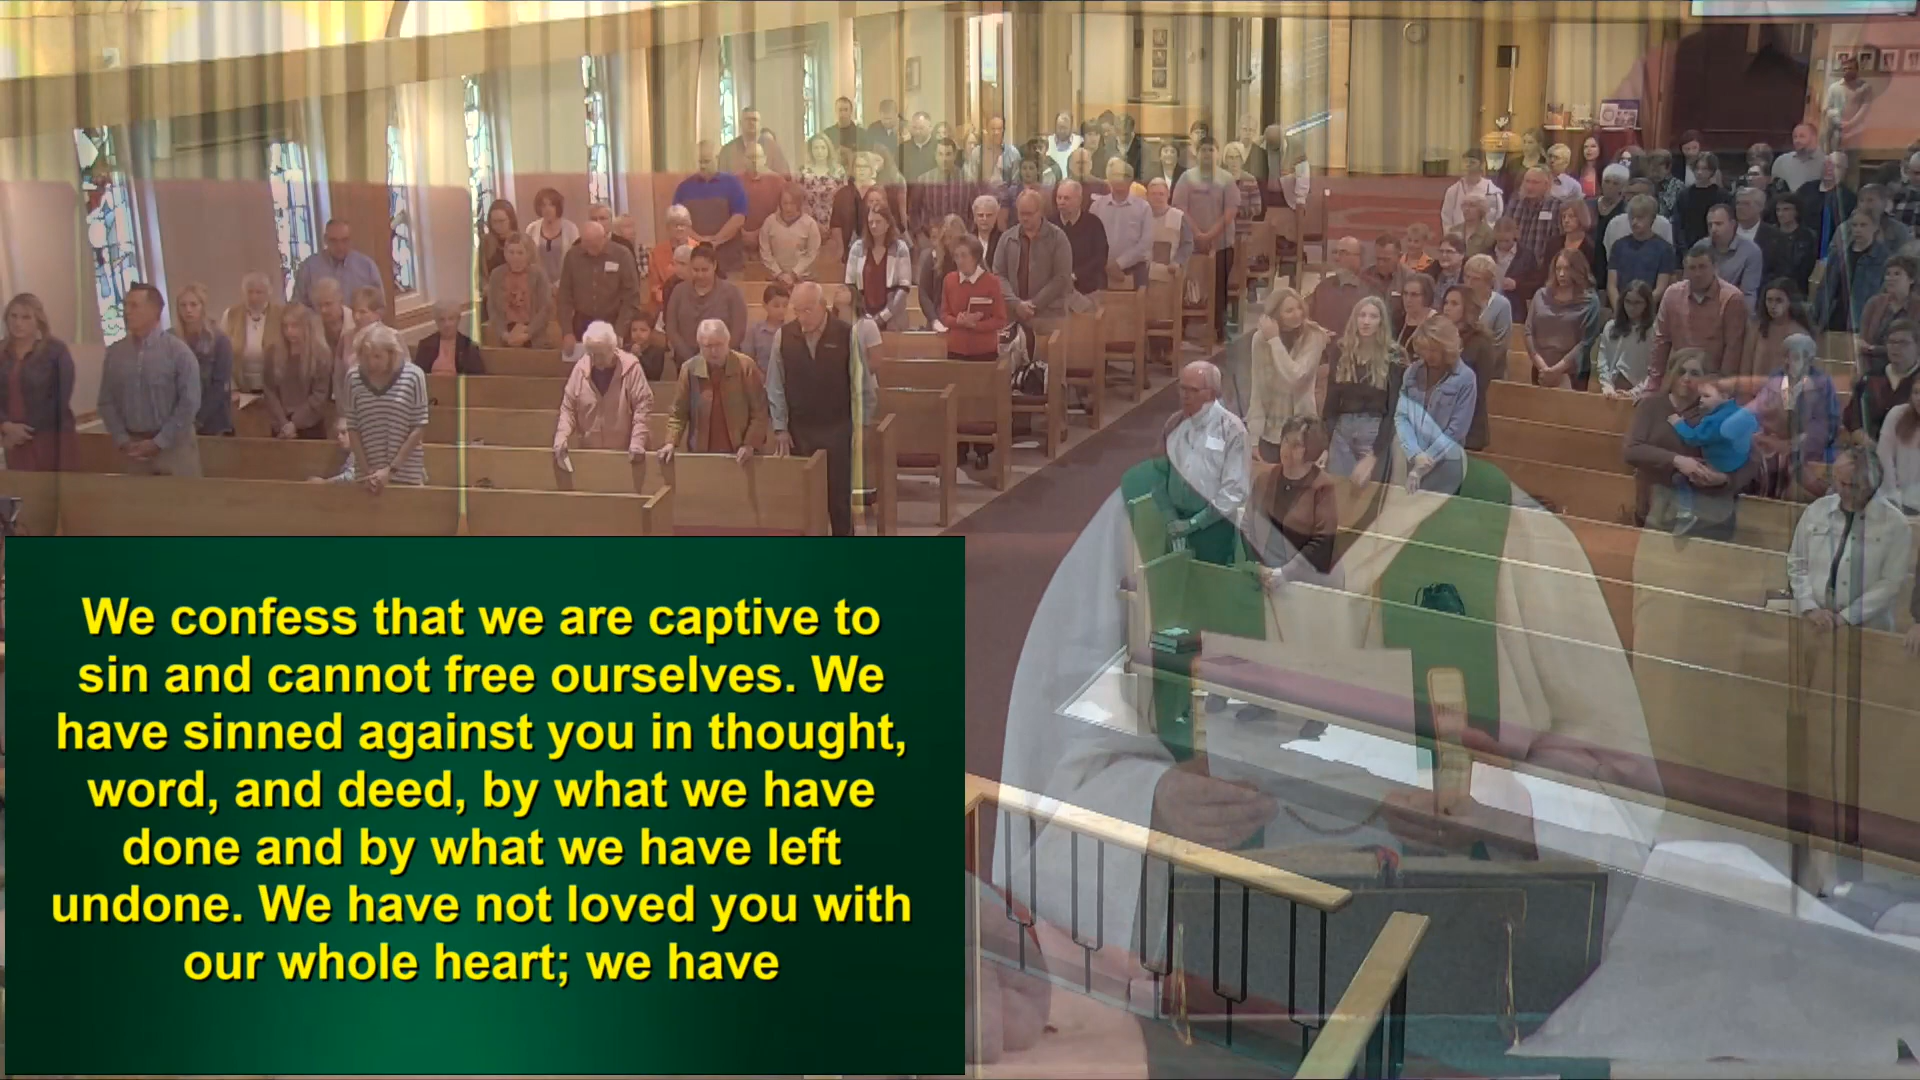 We confess that we are captive to
sin and cannot free ourselves. We
have sinned against you in thought,
word, and deed, by what we have
done and by what we have left
undone. We have not loved you with
our whole heart; we have